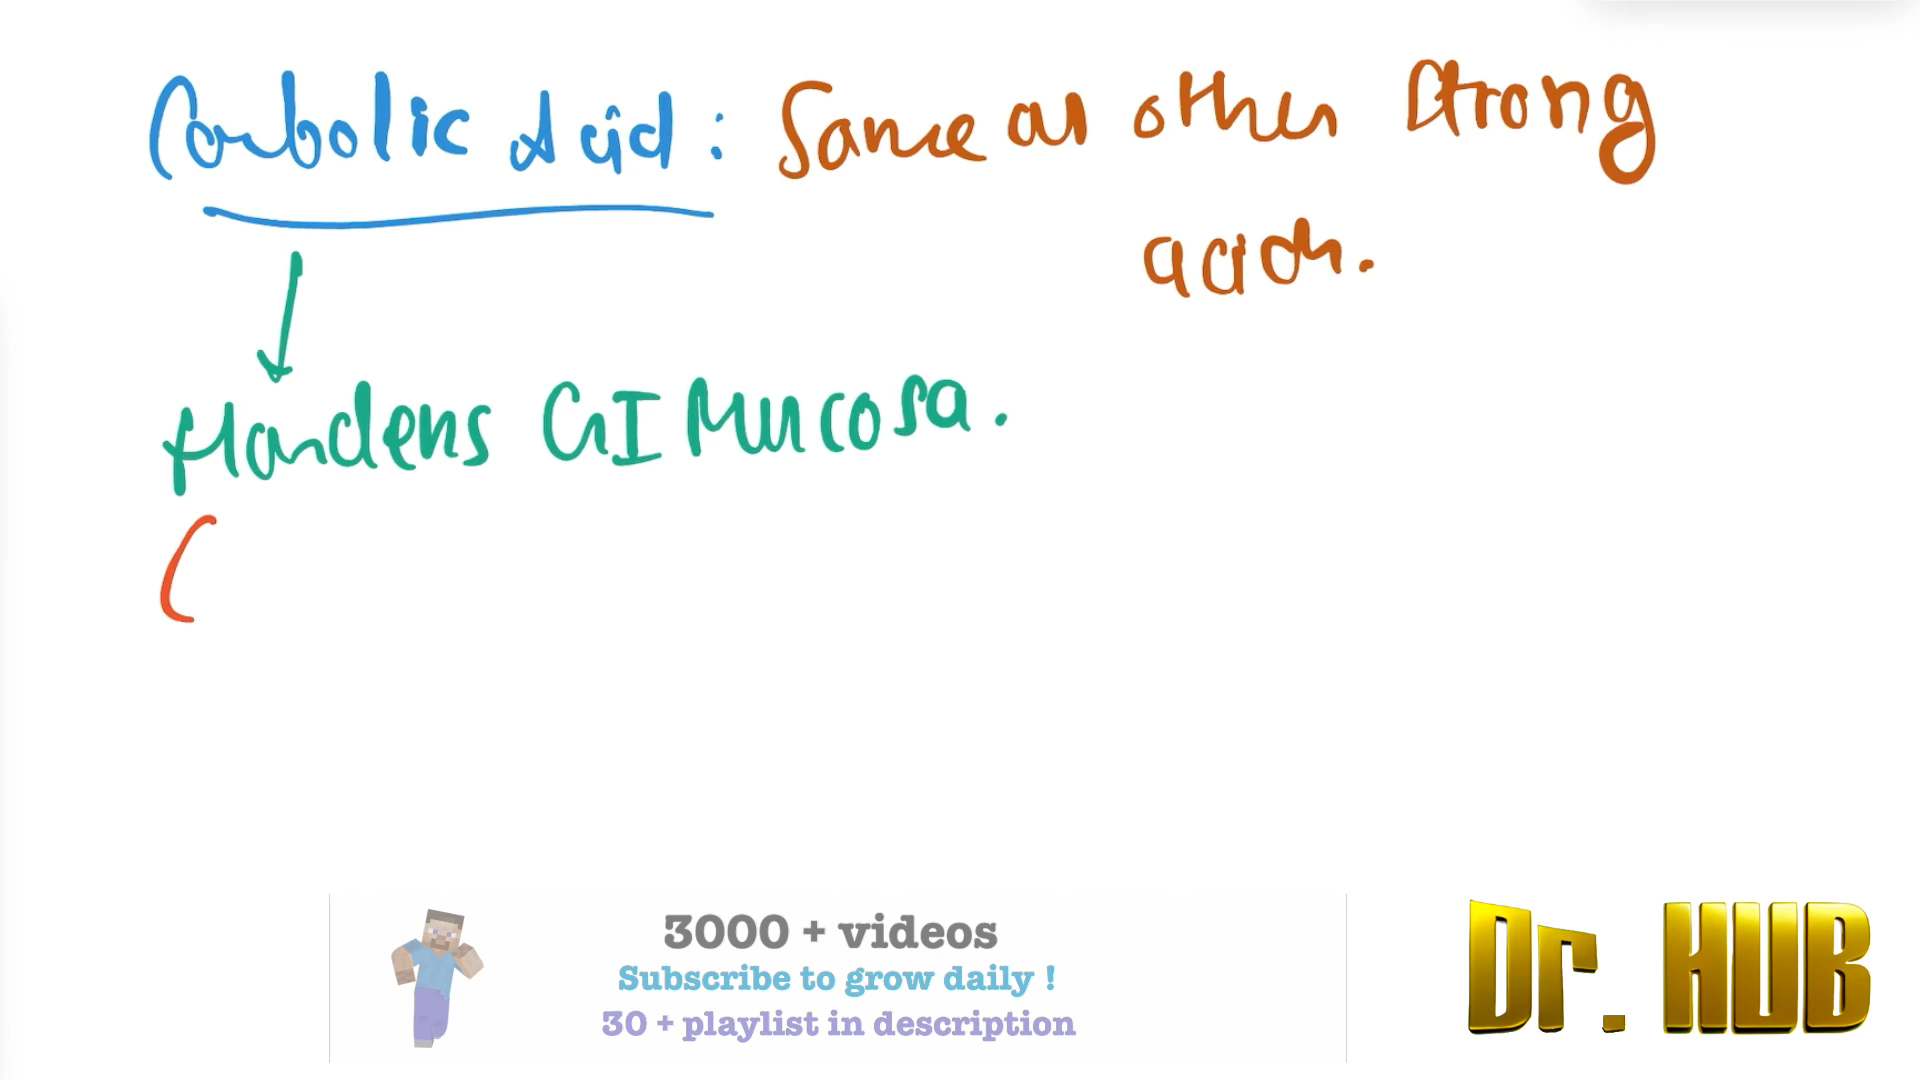 Carbolic Acid : Same as other Strong
acids.
Hardens GI Mucosa.
(
3000 + videos
Subscribe to grow daily !
30 + playlist in description
Dr. HUB